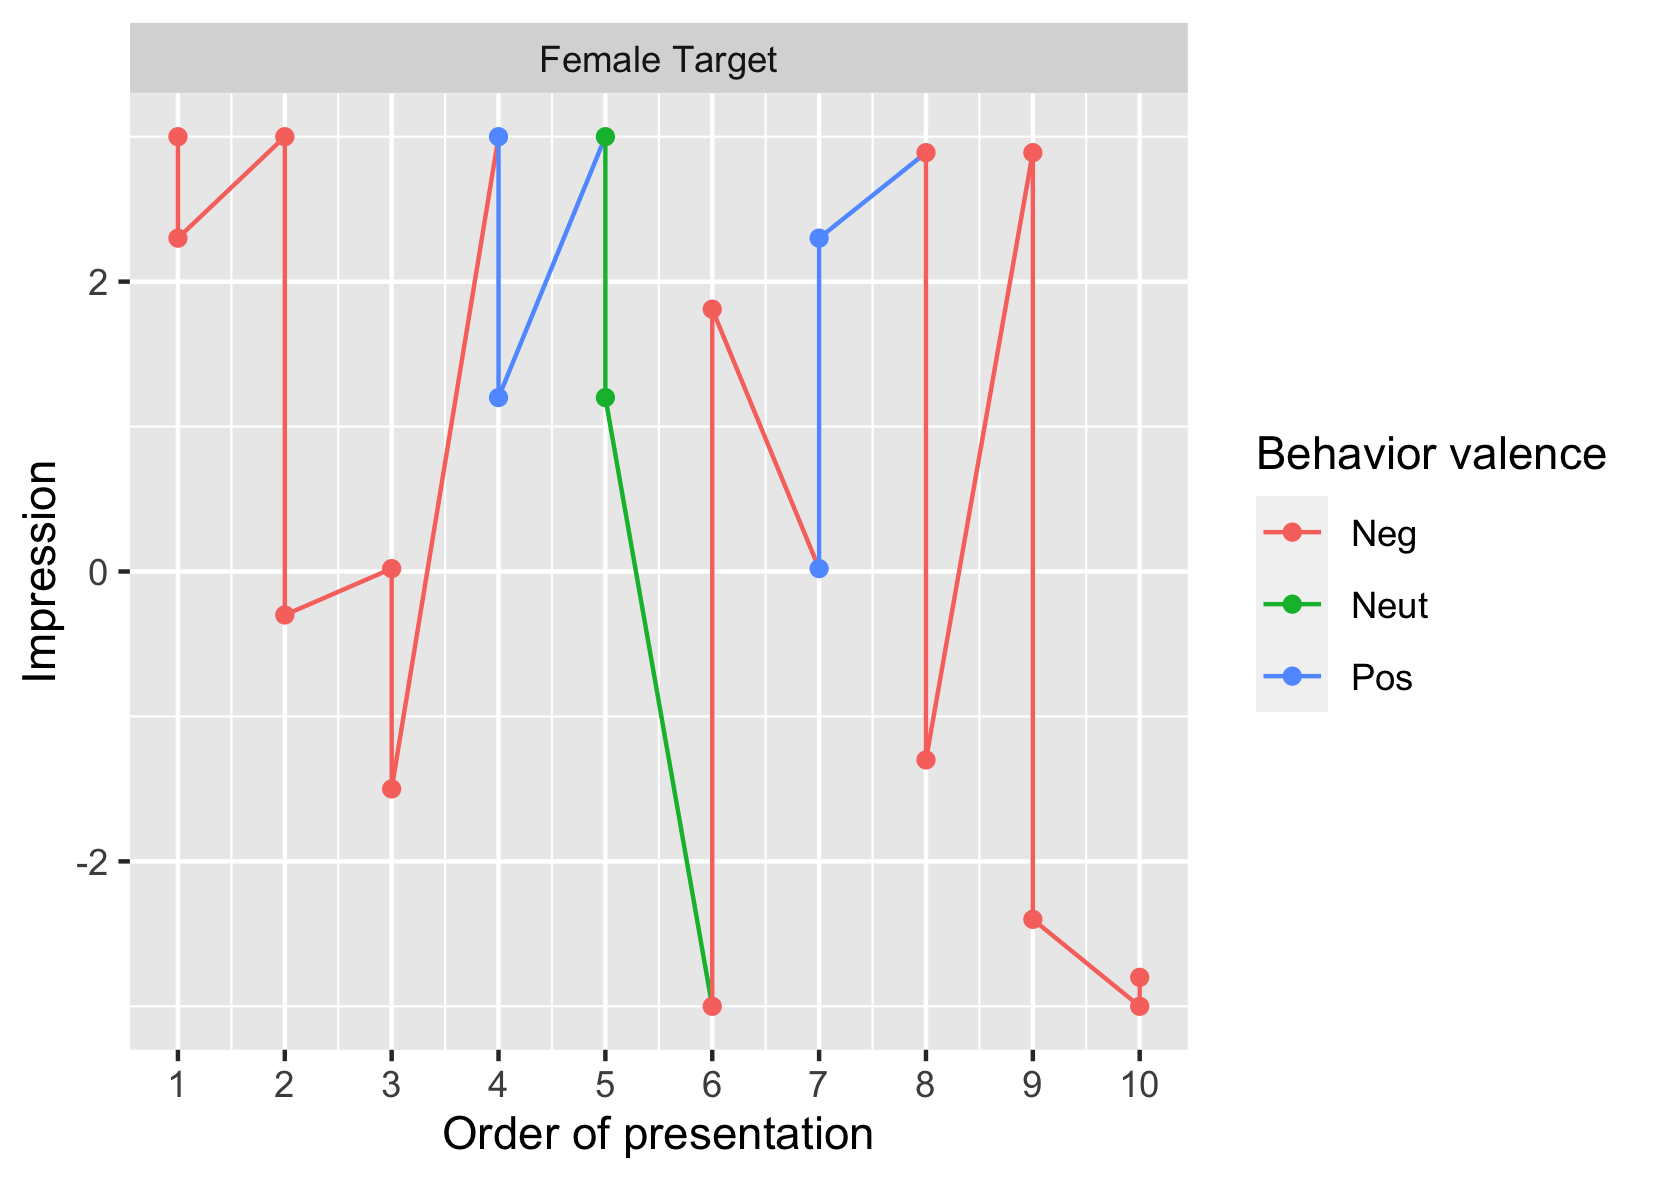 Female Target
2
0
-2
Impression
1 2 3 4 5 6 7 8 9 10
Order of presentation
Behavior valence
Neg
Neut
Pos